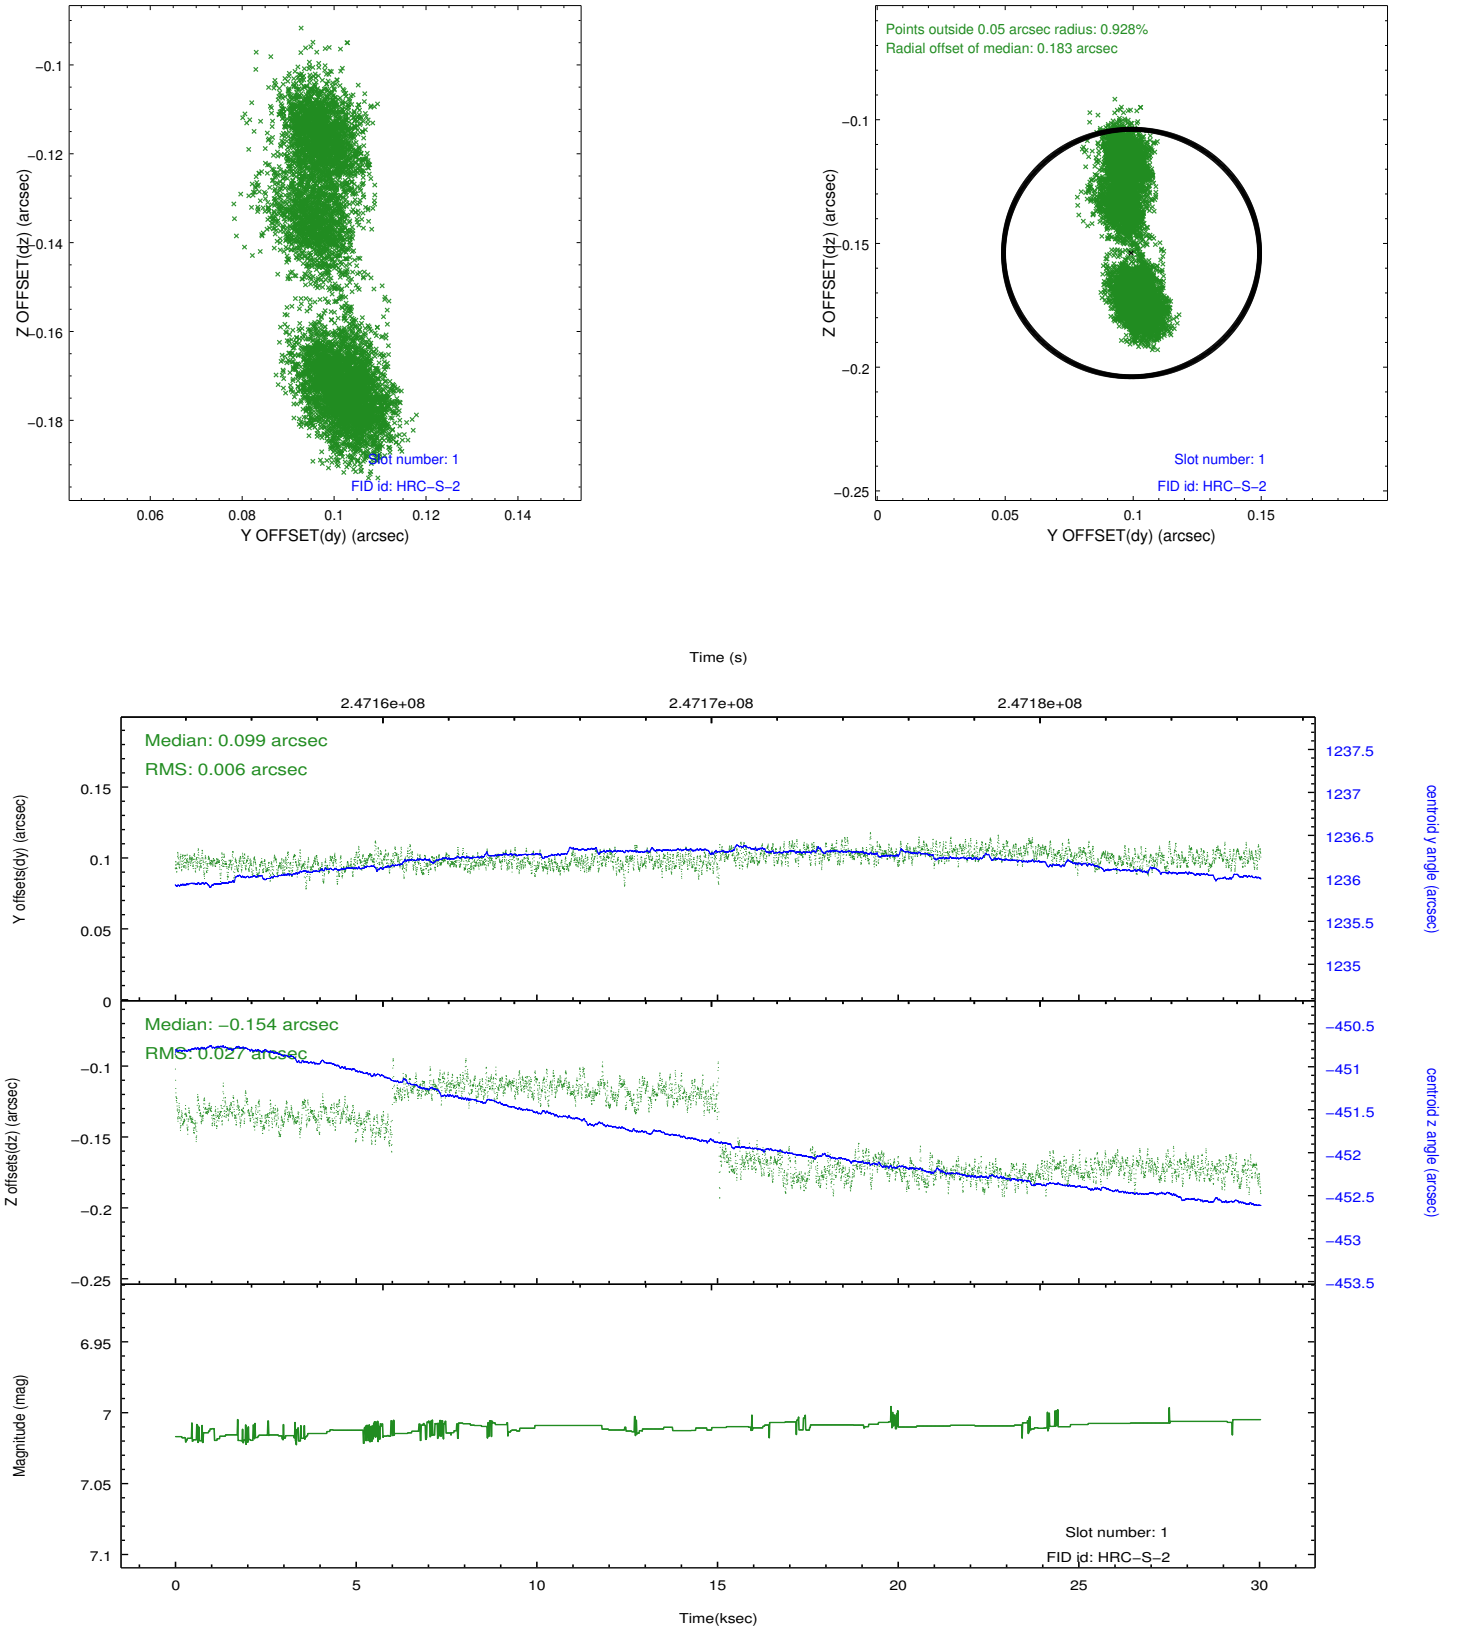 −0.1
−0.12
−0.14
−0.16
−0.18
Z OFFSET(dz) (arcsec)
Slot number: 1
FID id: HRC−S−2
0.06
0.08
0.1
0.12
0.14
Y OFFSET(dy) (arcsec)
Points outside 0.05 arcsec radius: 0.928%
Radial offset of median: 0.183 arcsec
−0.1
−0.15
−0.2
−0.25
Z OFFSET(dz) (arcsec)
Slot number: 1
FID id: HRC−S−2
0
0.05
0.1
0.15
Y OFFSET(dy) (arcsec)
Time (s)
2.4716e+08
2.4717e+08
2.4718e+08
Median: 0.099 arcsec
RMS: 0.006 arcsec
0.15
0.1
0.05
0
Y offsets(dy) (arcsec)
1237.5
1237
1236.5
1236
1235.5
1235
centroid y angle (arcsec)
Median: −0.154 arcsec
RMS: 0.027 arcsec
−0.1
−0.15
−0.2
−0.25
Z offsets(dz) (arcsec)
−450.5
−451
−451.5
−452
−452.5
−453
−453.5
centroid z angle (arcsec)
6.95
7
7.05
7.1
Magnitude (mag)
Slot number: 1
FID id: HRC−S−2
0
5
10
15
20
25
30
Time(ksec)